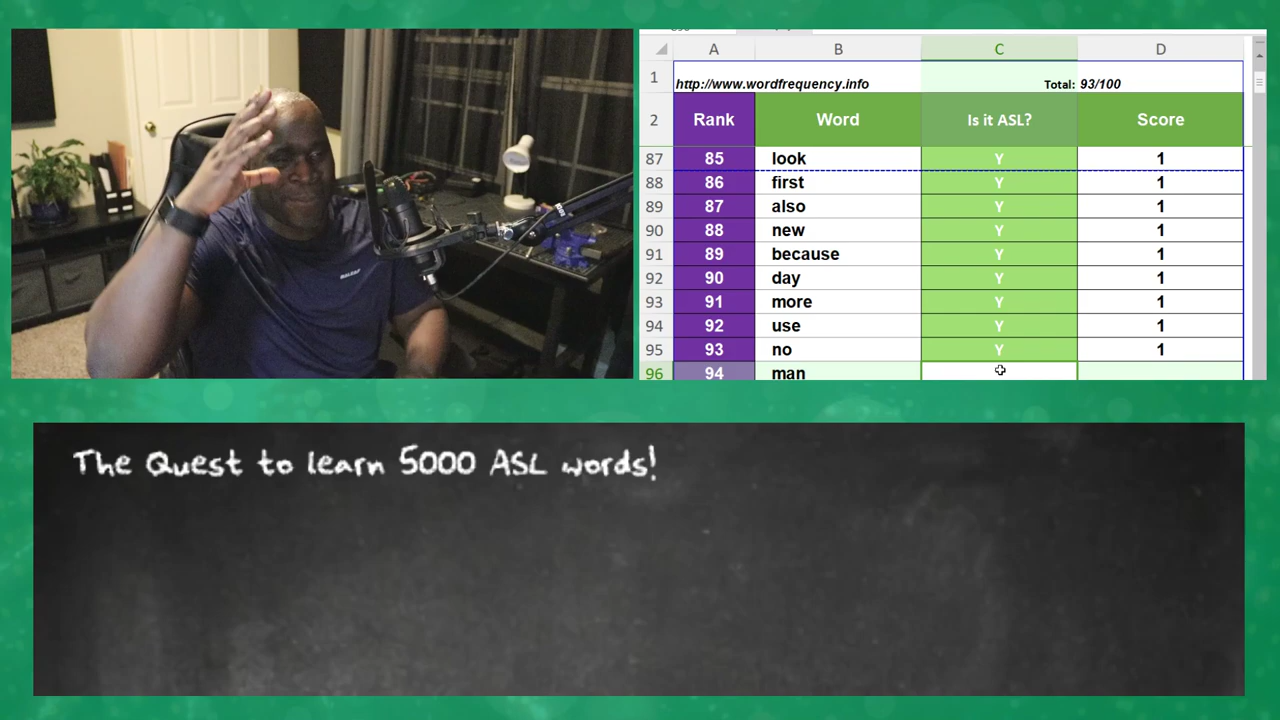 A B C D
1 http://www.wordfrequency.info Total: 93/100
2 Rank Word Is it ASL? Score
87 85 look Y 1
88 86 first Y 1
89 87 also Y 1
90 88 new Y 1
91 89 because Y 1
92 90 day Y 1
93 91 more Y 1
94 92 use Y 1
95 93 no Y 1
96 94 man
The Quest to learn 5000 ASL words!